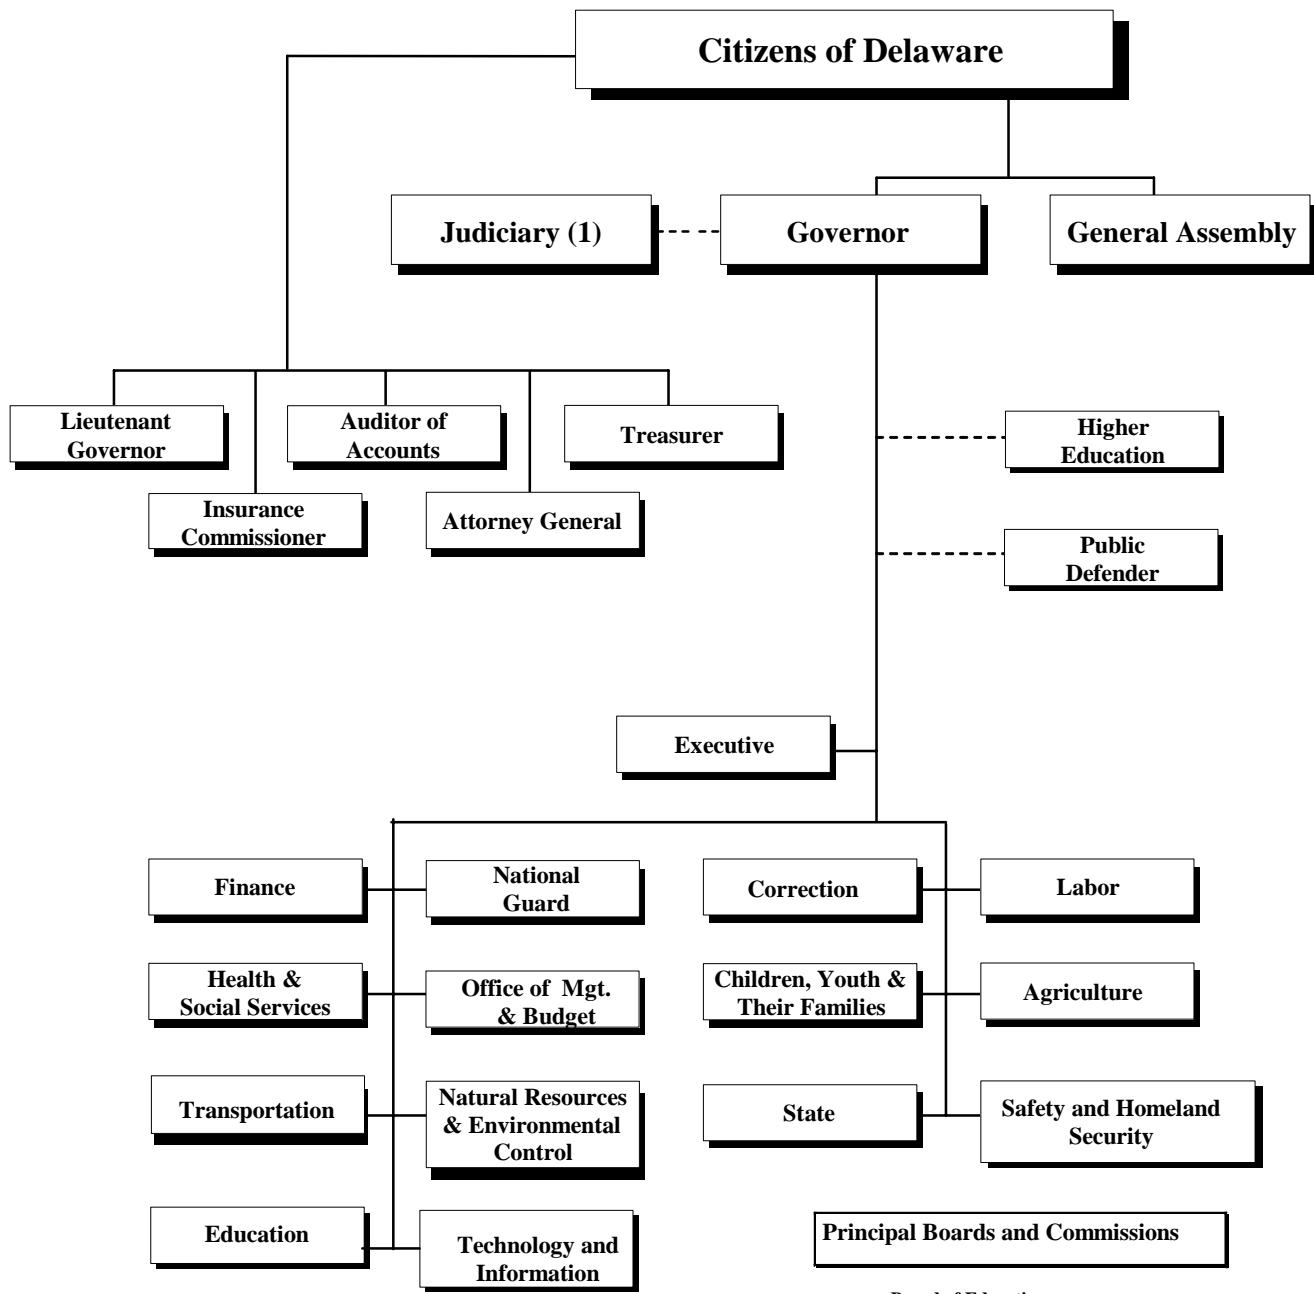 Citizens of Delaware
Judiciary (1)
Governor
General Assembly
Lieutenant
Governor
Auditor of
Accounts
Treasurer
Insurance
Commissioner
Attorney General
Higher
Education
Public
Defender
Executive
Finance
National
Guard
Correction
Labor
Health &
Social Services
Office of Mgt.
& Budget
Children, Youth &
Their Families
Agriculture
Transportation
Natural Resources
& Environmental
Control
State
Safety and Homeland
Security
Education
Technology and
Information
Principal Boards and Commissions